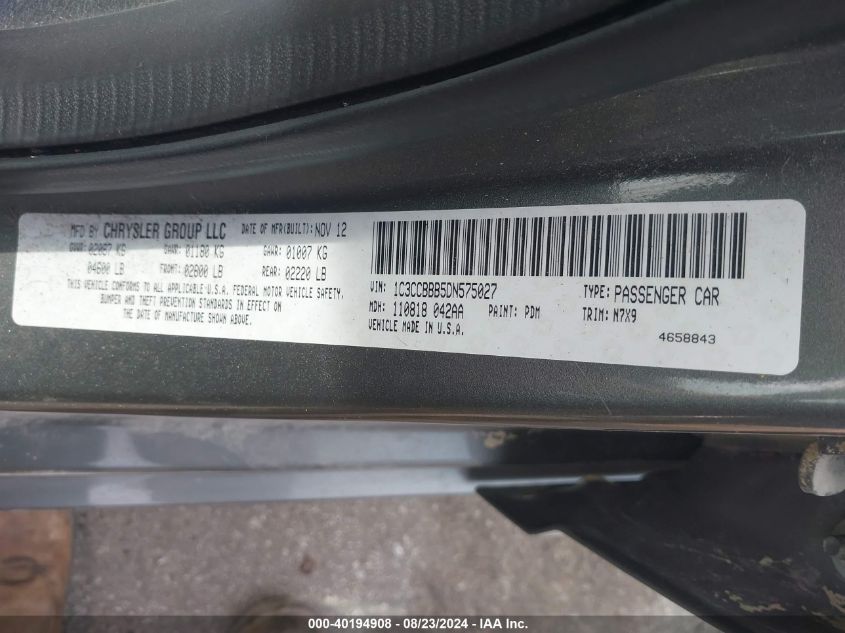 MFD BY CHRYSLER GROUP LLC DATE OF MFR(BUILT): NOV 12
GVWR: 02087 KG GAWR: 01180 KG GAWR: 01007 KG
04600 LB FRONT: 02600 LB REAR: 02220 LB
THIS VEHICLE CONFORMS TO ALL APPLICABLE U.S.A. FEDERAL MOTOR VEHICLE SAFETY,
BUMPER AND THEFT PREVENTION STANDARDS IN EFFECT ON
THE DATE OF MANUFACTURE SHOWN ABOVE.
VIN: 1C3CCBBB5DN575027 TYPE: PASSENGER CAR
MDH: 110818 042AA PAINT: PDM TRIM: N7X9
VEHICLE MADE IN U.S.A.
4658843
000-40194908 - 08/23/2024 - IAA Inc.